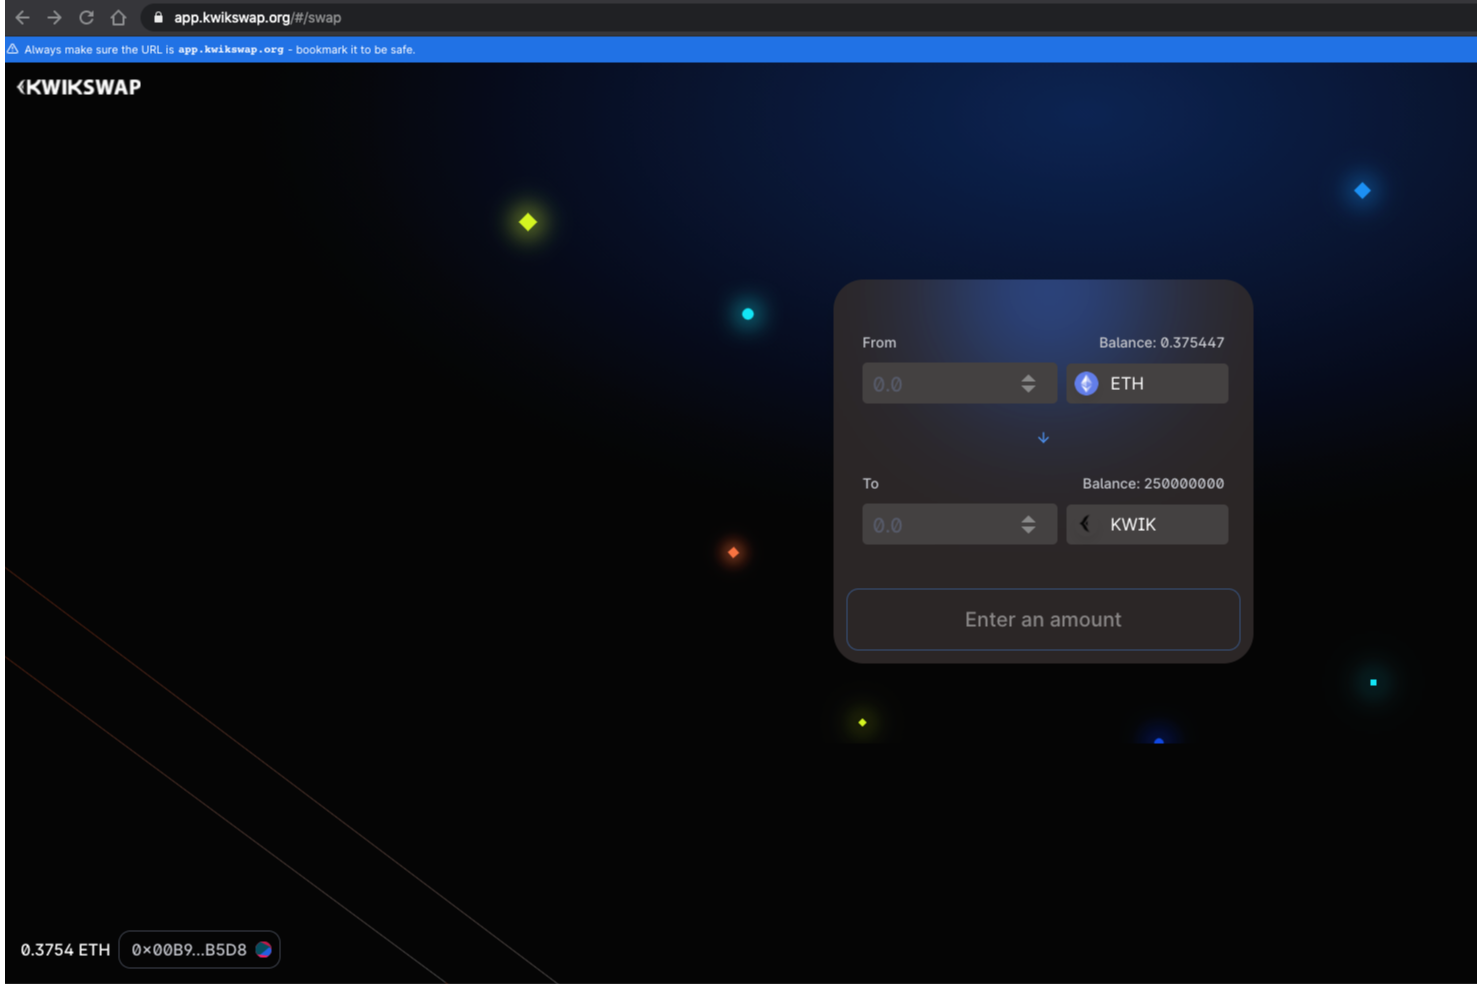 app.kwikswap.org/#/swap
Always make sure the URL is app.kwikswap.org - bookmark it to be safe.
KWIKSWAP
From Balance: 0.375447
0.0 ETH
To Balance: 250000000
0.0 KWIK
Enter an amount
0.3754 ETH 0×00B9...B5D8